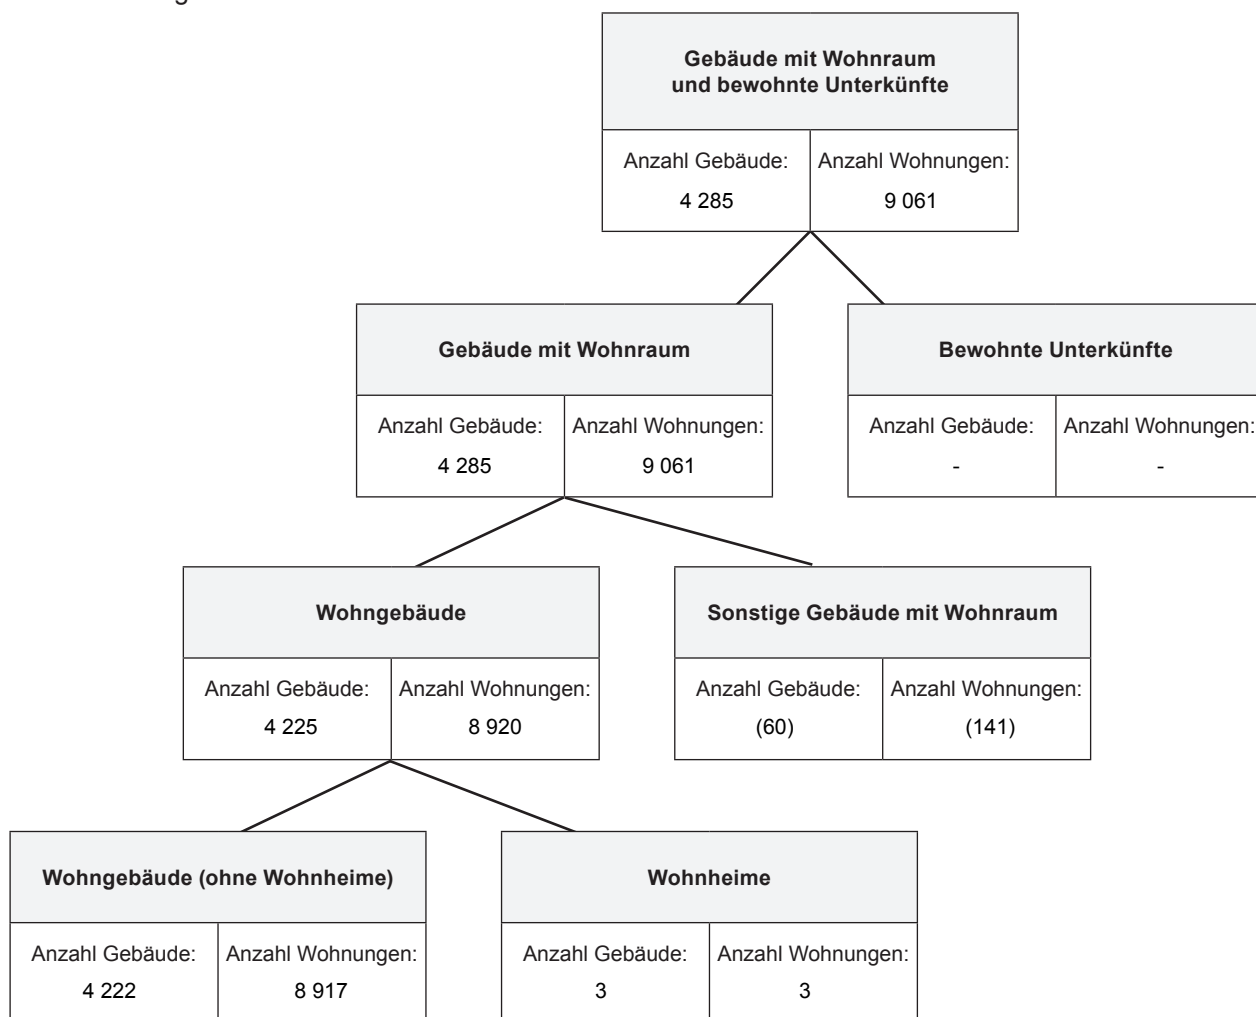 Gebäude mit Wohnraum
und bewohnte Unterkünfte
Anzahl Gebäude: Anzahl Wohnungen:
4 285 9 061
Gebäude mit Wohnraum
Anzahl Gebäude: Anzahl Wohnungen:
4 285 9 061
Bewohnte Unterkünfte
Anzahl Gebäude: Anzahl Wohnungen:
- -
Wohngebäude
Anzahl Gebäude: Anzahl Wohnungen:
4 225 8 920
Sonstige Gebäude mit Wohnraum
Anzahl Gebäude: Anzahl Wohnungen:
(60) (141)
Wohngebäude (ohne Wohnheime)
Anzahl Gebäude: Anzahl Wohnungen:
4 222 8 917
Wohnheime
Anzahl Gebäude: Anzahl Wohnungen:
3 3